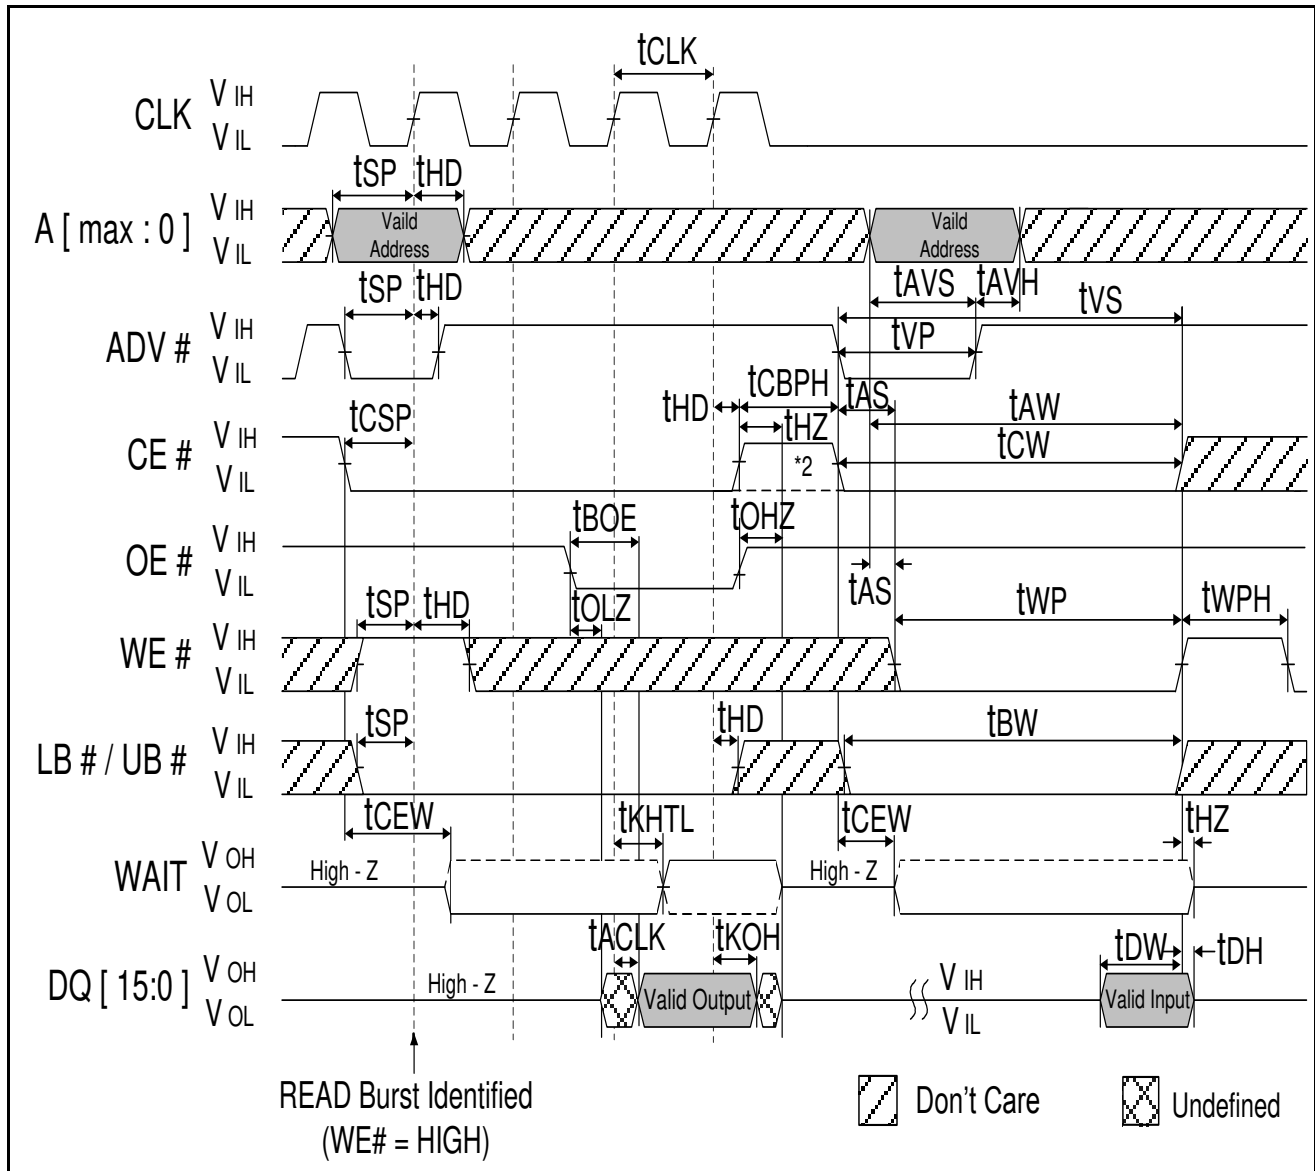 tCLK
CLK
V IH
V IL
tSP tHD
A [ max : 0 ]
V IH
V IL
Vaild
Address
Vaild
Address
tSP tHD
tAVS tAVH
tVS
ADV #
V IH
V IL
tVP
tCBPH
tAS
tHD
tHZ
tAW
tCSP
CE #
V IH
V IL
*2
tCW
tBOE
tOHZ
OE #
V IH
V IL
tAS
tSP tHD
tOLZ
tWP
tWPH
WE #
V IH
V IL
tSP
tHD
tBW
LB # / UB #
V IH
V IL
tCEW
tKHTL
tCEW
tHZ
WAIT
V OH
V OL
High - Z
High - Z
tACLK
tKOH
tDW
tDH
DQ [ 15:0 ]
V OH
V OL
High - Z
Valid Output
V IH
V IL
Valid Input
READ Burst Identified
(WE# = HIGH)
Don't Care
Undefined